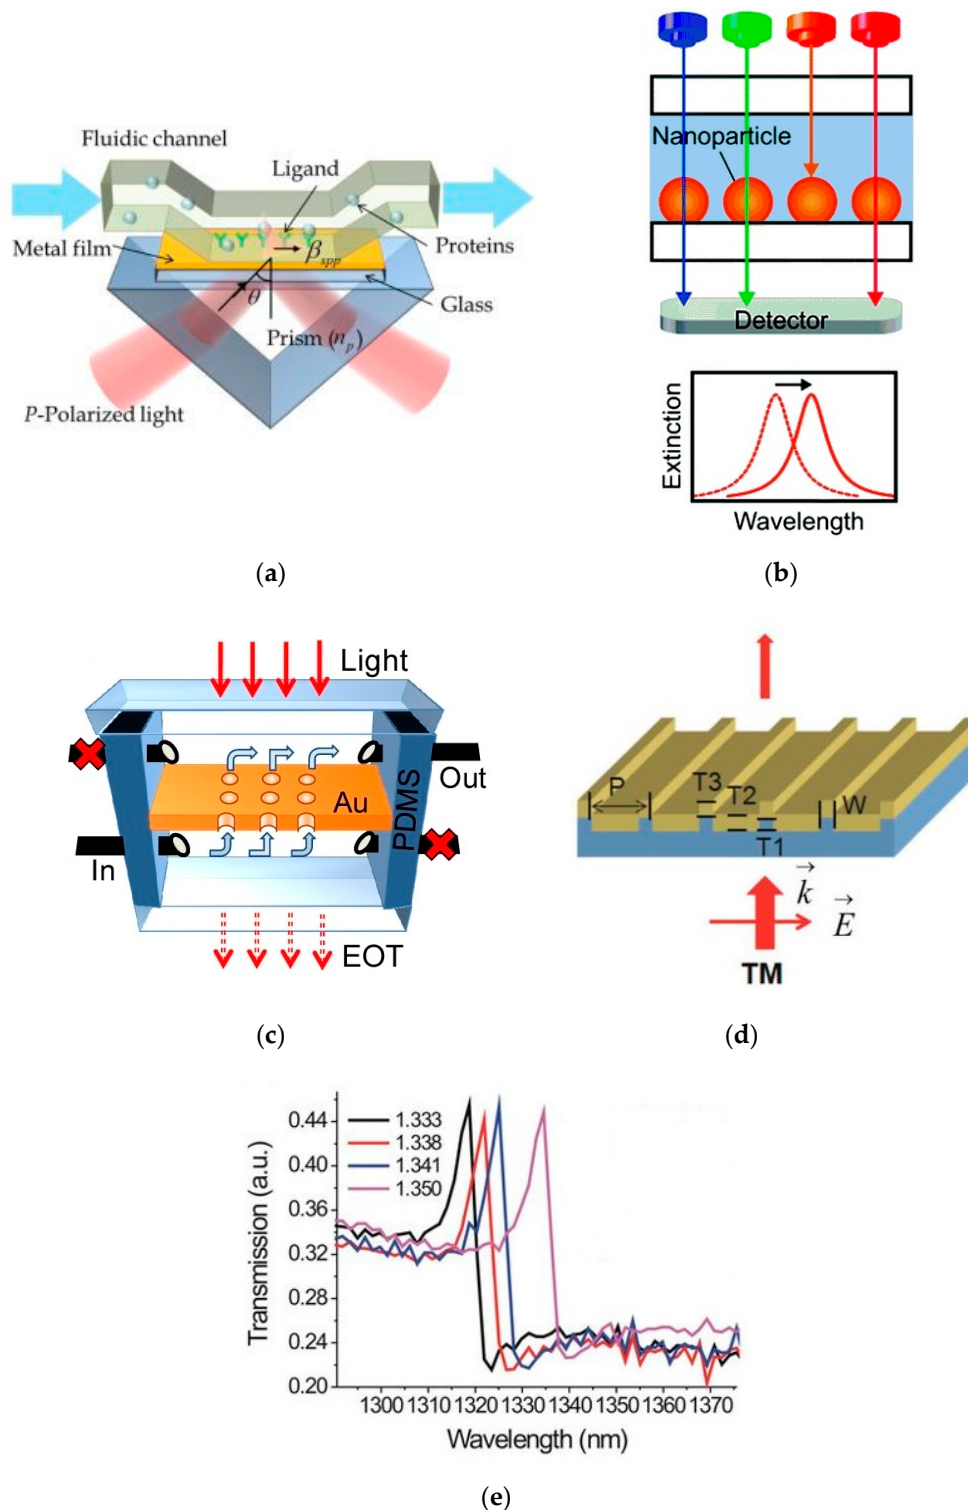 Fluidic channel
Ligand
Metal film
β_spp
Proteins
θ
Glass
Prism (n_p)
P-Polarized light
(a)
Nanoparticle
Detector
Extinction
Wavelength
(b)
Light
Au
PDMS
Out
In
EOT
(c)
P
T3
T2
W
T1
k
E
TM
(d)
Transmission (a.u.)
0.44
0.40
0.36
0.32
0.28
0.24
0.20
1.333
1.338
1.341
1.350
1300 1310 1320 1330 1340 1350 1360 1370
Wavelength (nm)
(e)